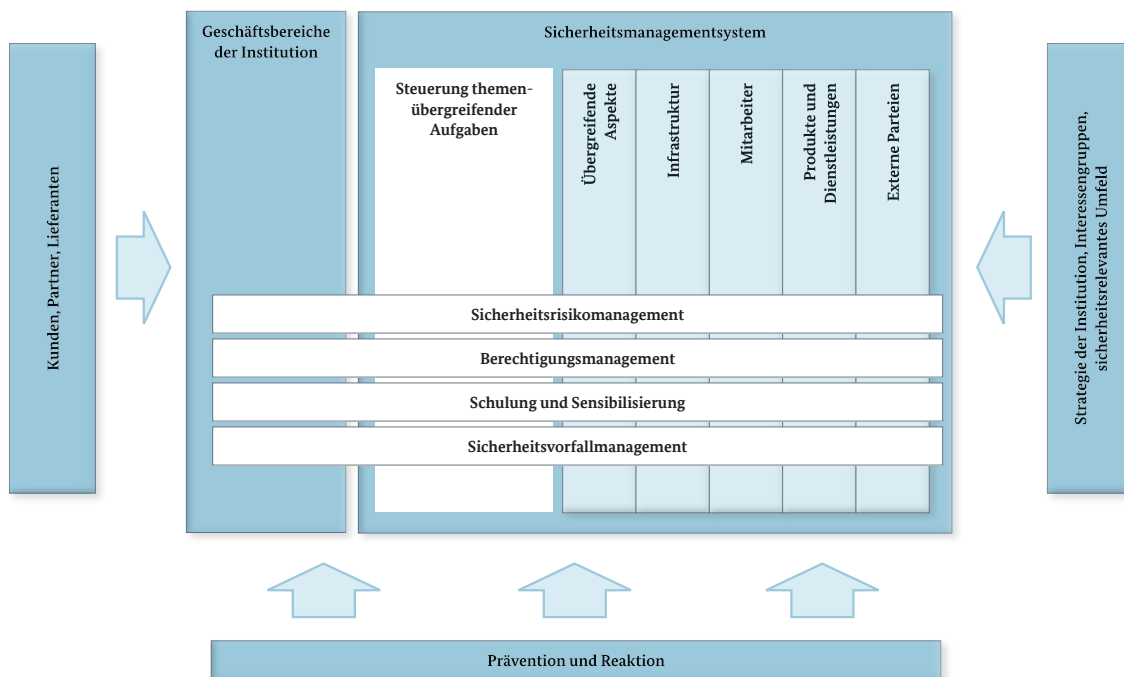 Geschäftsbereiche
der Institution
Sicherheitsmanagementsystem
Kunden, Partner, Lieferanten
Steuerung themen-
übergreifender
Aufgaben
Übergreifende
Aspekte
Infrastruktur
Mitarbeiter
Produkte und
Dienstleistungen
Externe Parteien
Strategie der Institution, Interessengruppen,
sicherheitsrelevantes Umfeld
Sicherheitsrisikomanagement
Berechtigungsmanagement
Schulung und Sensibilisierung
Sicherheitsvorfallmanagement
Prävention und Reaktion